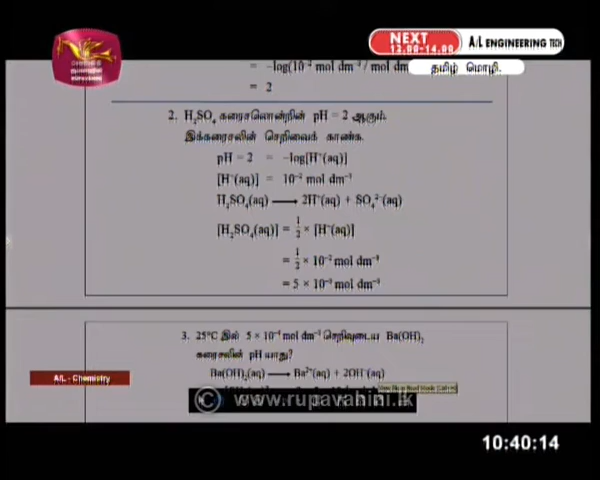 NEXT
12.00-14.00
A/L ENGINEERING TECH
தமிழ் மொழி.
= −log(10⁻² mol dm⁻³ / mol dm
= 2
2. H₂SO₄ கரைசலொன்றின் pH = 2 ஆகும்.
இக்கரைசலின் செறிவைக் காண்க.
pH = 2 = −log[H⁺(aq)]
[H⁺(aq)] = 10⁻² mol dm⁻³
H₂SO₄(aq) ⟶ 2H⁺(aq) + SO₄²⁻(aq)
[H₂SO₄(aq)] = 1/2 × [H⁺(aq)]
= 1/2 × 10⁻² mol dm⁻³
= 5 × 10⁻³ mol dm⁻³
3. 25°C இல் 5 × 10 mol dm⁻³ செறிவுடைய Ba(OH)₂
கரைசலின் pH யாது?
Ba(OH)₂(aq) ⟶ Ba²⁺(aq) + 2OH⁻(aq)
A/L - Chemistry
© www.rupavahini.lk
10:40:14